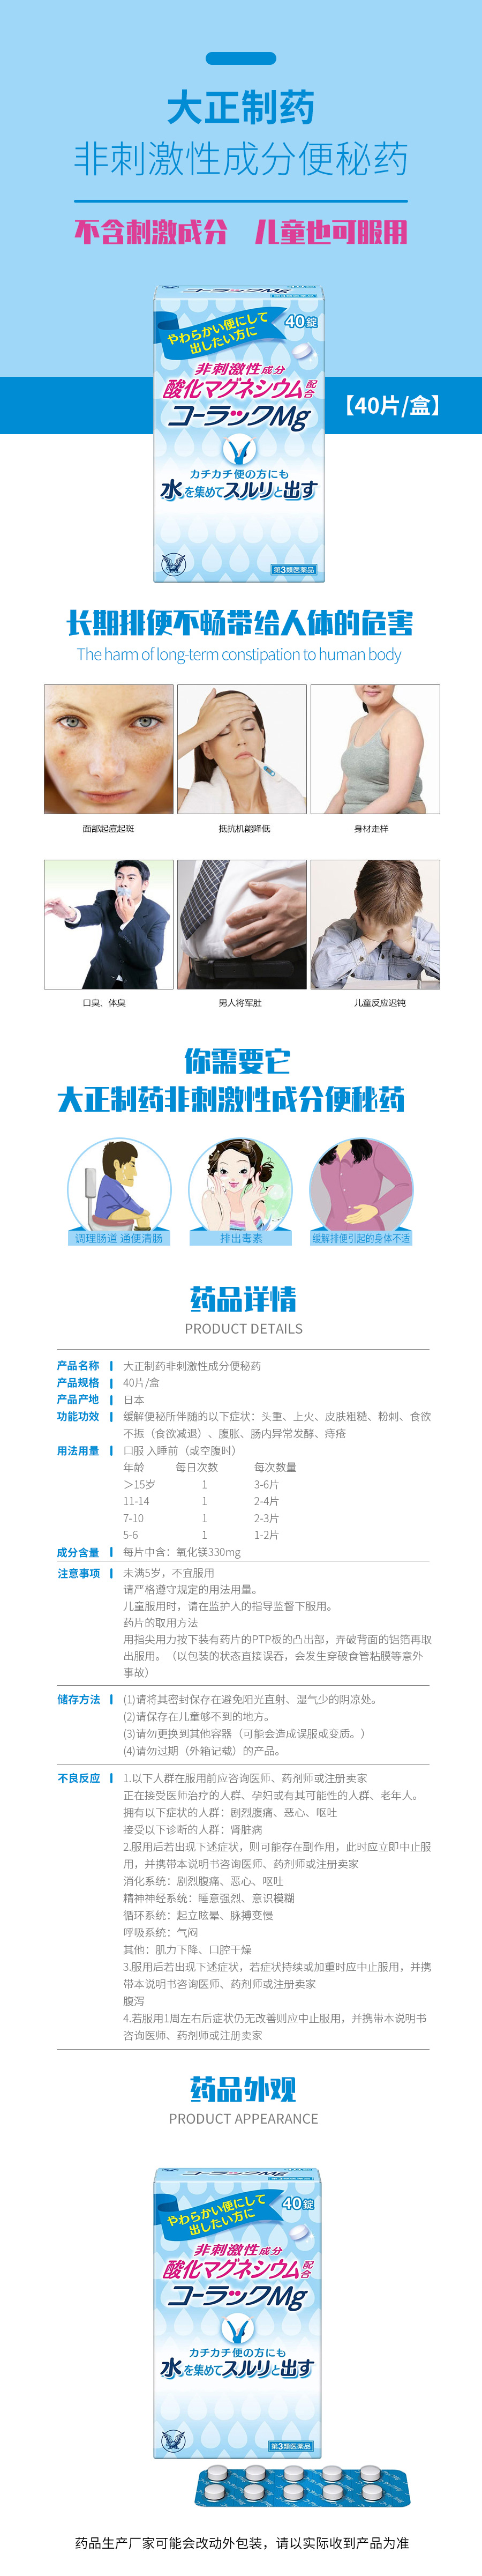 大正制药
非刺激性成分便秘药
不含刺激成分 儿童也可服用
コーラックMg
やわらかい便にして
出したい方に
40錠
非刺激性成分
酸化マグネシウム配合
コーラックMg
【40片/盒】
カチカチ便の方にも
水を集めてスルリと出す
第3類医薬品
长期排便不畅带给人体的危害
The harm of long-term constipation to human body
面部起痘起斑
抵抗机能降低
身材走样
口臭、体臭
男人将军肚
儿童反应迟钝
你需要它
大正制药非刺激性成分便秘药
调理肠道 通便清肠
排出毒素
缓解排便引起的身体不适
药品详情
PRODUCT DETAILS
产品名称 大正制药非刺激性成分便秘药
产品规格 40片/盒
产品产地 日本
功能功效 缓解便秘所伴随的以下症状：头重、上火、皮肤粗糙、粉刺、食欲
不振（食欲减退）、腹胀、肠内异常发酵、痔疮
用法用量 口服 入睡前（或空腹时）
年龄 每日次数 每次数量
＞15岁 1 3-6片
11-14 1 2-4片
7-10 1 2-3片
5-6 1 1-2片
成分含量 每片中含：氧化镁330mg
注意事项 未满5岁，不宜服用
请严格遵守规定的用法用量。
儿童服用时，请在监护人的指导监督下服用。
药片的取用方法
用指尖用力按下装有药片的PTP板的凸出部，弄破背面的铝箔再取
出服用。（以包装的状态直接误吞，会发生穿破食管粘膜等意外
事故）
储存方法 (1)请将其密封保存在避免阳光直射、湿气少的阴凉处。
(2)请保存在儿童够不到的地方。
(3)请勿更换到其他容器（可能会造成误服或变质。）
(4)请勿过期（外箱记载）的产品。
不良反应 1.以下人群在服用前应咨询医师、药剂师或注册卖家
正在接受医师治疗的人群、孕妇或有其可能性的人群、老年人。
拥有以下症状的人群：剧烈腹痛、恶心、呕吐
接受以下诊断的人群：肾脏病
2.服用后若出现下述症状，则可能存在副作用，此时应立即中止服
用，并携带本说明书咨询医师、药剂师或注册卖家
消化系统：剧烈腹痛、恶心、呕吐
精神神经系统：睡意强烈、意识模糊
循环系统：起立眩晕、脉搏变慢
呼吸系统：气闷
其他：肌力下降、口腔干燥
3.服用后若出现下述症状，若症状持续或加重时应中止服用，并携
带本说明书咨询医师、药剂师或注册卖家
腹泻
4.若服用1周左右后症状仍无改善则应中止服用，并携带本说明书
咨询医师、药剂师或注册卖家
药品外观
PRODUCT APPEARANCE
コーラックMg
やわらかい便にして
出したい方に
40錠
非刺激性成分
酸化マグネシウム配合
コーラックMg
カチカチ便の方にも
水を集めてスルリと出す
第3類医薬品
药品生产厂家可能会改动外包装，请以实际收到产品为准